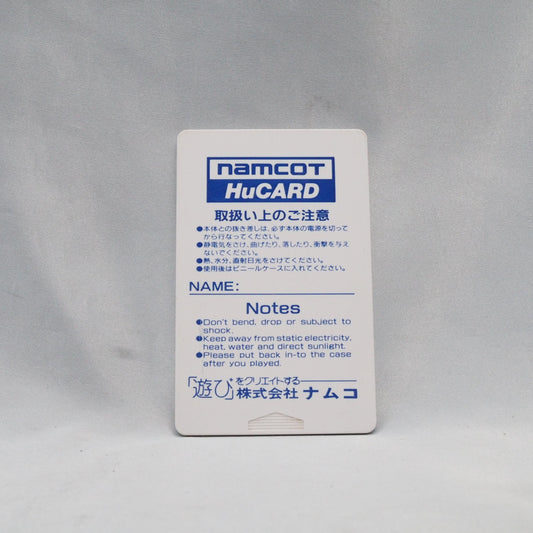 namcoT
HuCARD
取扱い上のご注意
●本体との抜き差しは、必ず本体の電源を切って
から行なってください。
●静電気をさけ、曲げたり、落したり、衝撃を与え
ないでください。
●熱、水分、直射日光をさけてください。
●使用後はビニールケースに入れてください。
NAME:
Notes
●Don't bend, drop or subject to
shock.
●Keep away from static electricity,
heat, water and direct sunlight.
●Please put back in-to the case
after you played.
「遊び」をクリエイトする
株式会社 ナムコ